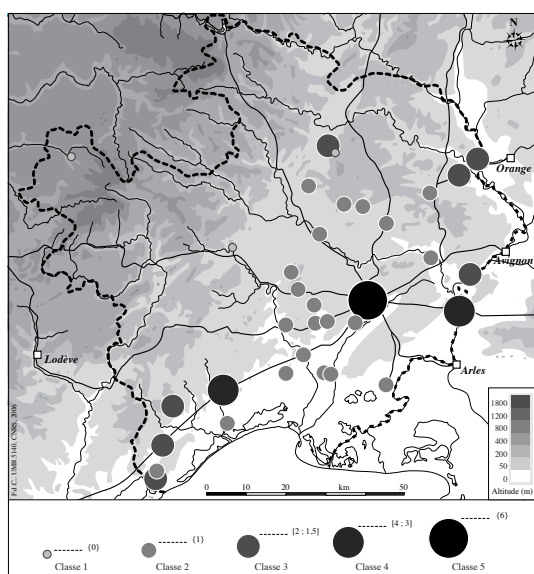 N
Orange
Avignon
Lodève
Arles
F.d.C., UMR 5140, CNRS, 2006
1800
1200
800
400
200
50
0
Altitude (m)
0 10 20 30 km 50
{0}
{1}
[2 ; 1,5]
[4 ; 3]
{6}
Classe 1
Classe 2
Classe 3
Classe 4
Classe 5